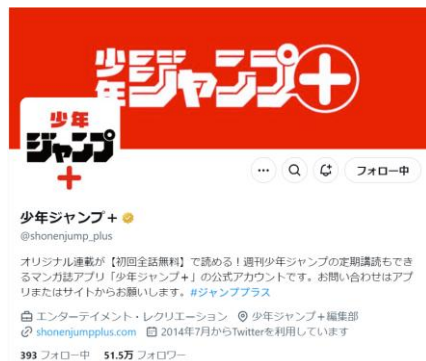 少年ジャンプ+
少年
ジャンプ
+
フォロー中
少年ジャンプ+
@shonenjump_plus
オリジナル連載が【初回全話無料】で読める!週刊少年ジャンプの定期購読もでき
るマンガ誌アプリ「少年ジャンプ+」の公式アカウントです。お問い合わせはアプ
リまたはサイトからお願いします。#ジャンププラス
エンターテイメント・レクリエーション 少年ジャンプ+編集部
shonenjumpplus.com 2014年7月からTwitterを利用しています
393 フォロー中 51.5万 フォロワー